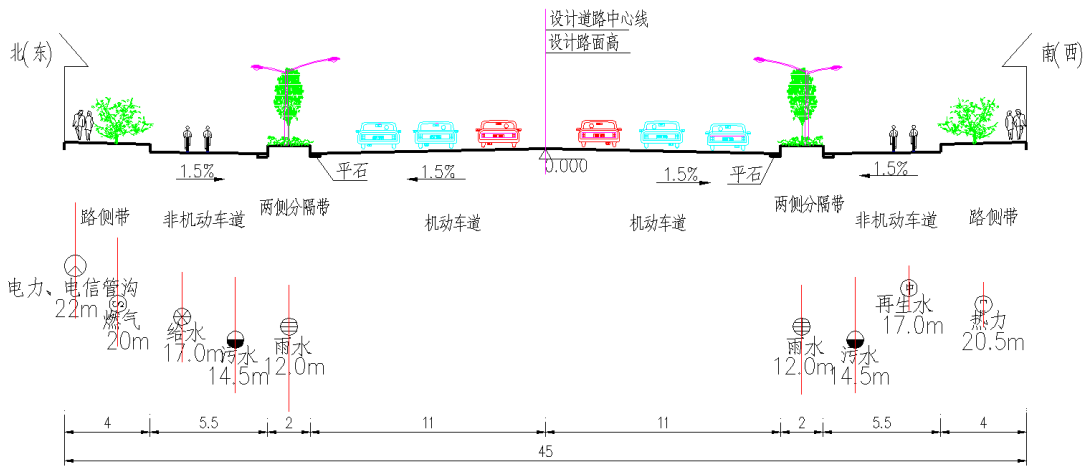 设计道路中心线
设计路面高
北(东)
南(西)
1.5%
平石
1.5%
0.000
1.5%
平石
1.5%
路侧带
非机动车道
两侧分隔带
机动车道
机动车道
两侧分隔带
非机动车道
路侧带
电力、电信管沟
22m
S
燃气
20m
给水
17.0m
污水
14.5m
雨水
12.0m
雨水
12.0m
污水
14.5m
中
再生水
17.0m
热力
20.5m
4
5.5
2
11
11
2
5.5
4
45